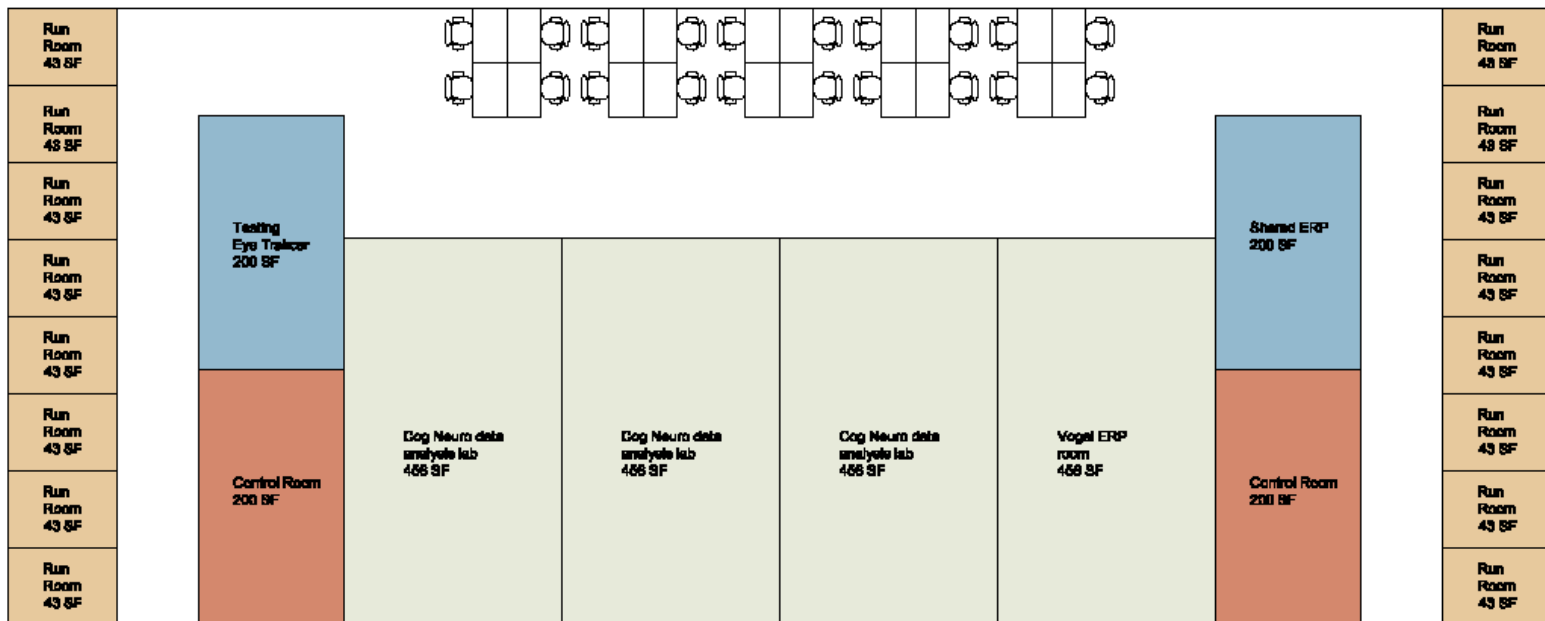 Run
Room
43 SF
Run
Room
43 SF
Run
Room
43 SF
Run
Room
43 SF
Run
Room
43 SF
Run
Room
43 SF
Run
Room
43 SF
Run
Room
43 SF
Testing
Eye Tracker
200 SF
Control Room
200 SF
Cog Neuro data
analysis lab
456 SF
Cog Neuro data
analysis lab
456 SF
Cog Neuro data
analysis lab
456 SF
Vogel ERP
room
456 SF
Shared ERP
200 SF
Control Room
200 SF
Run
Room
43 SF
Run
Room
43 SF
Run
Room
43 SF
Run
Room
43 SF
Run
Room
43 SF
Run
Room
43 SF
Run
Room
43 SF
Run
Room
43 SF